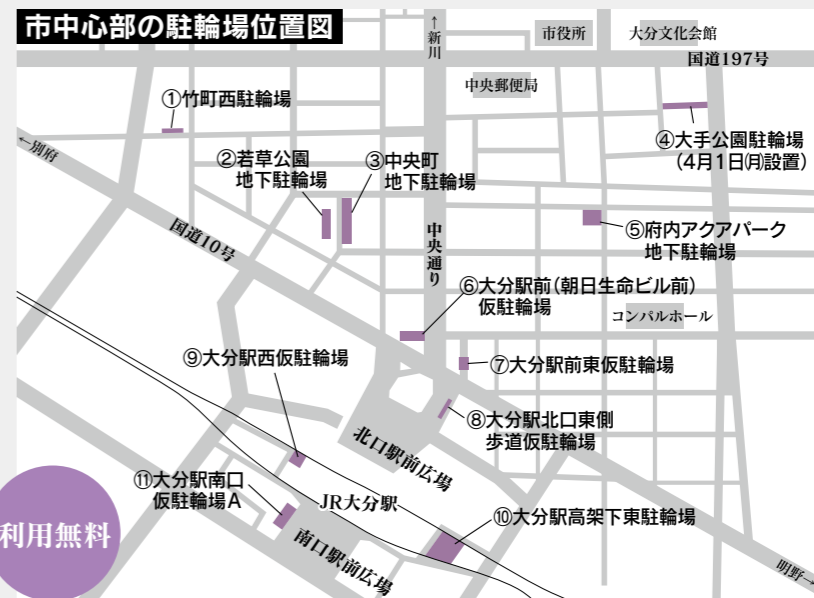 市中心部の駐輪場位置図
↑新川
市役所
大分文化会館
国道197号
中央郵便局
①竹町西駐輪場
④大手公園駐輪場
(4月1日㈪設置)
←別府
②若草公園
地下駐輪場
③中央町
地下駐輪場
国道10号
中央通り
⑤府内アクアパーク
地下駐輪場
⑥大分駅前(朝日生命ビル前)
仮駐輪場
コンパルホール
⑨大分駅西仮駐輪場
⑦大分駅前東仮駐輪場
⑧大分駅北口東側
歩道仮駐輪場
北口駅前広場
⑪大分駅南口
仮駐輪場A
JR大分駅
⑩大分駅高架下東駐輪場
利用無料
南口駅前広場
明野→